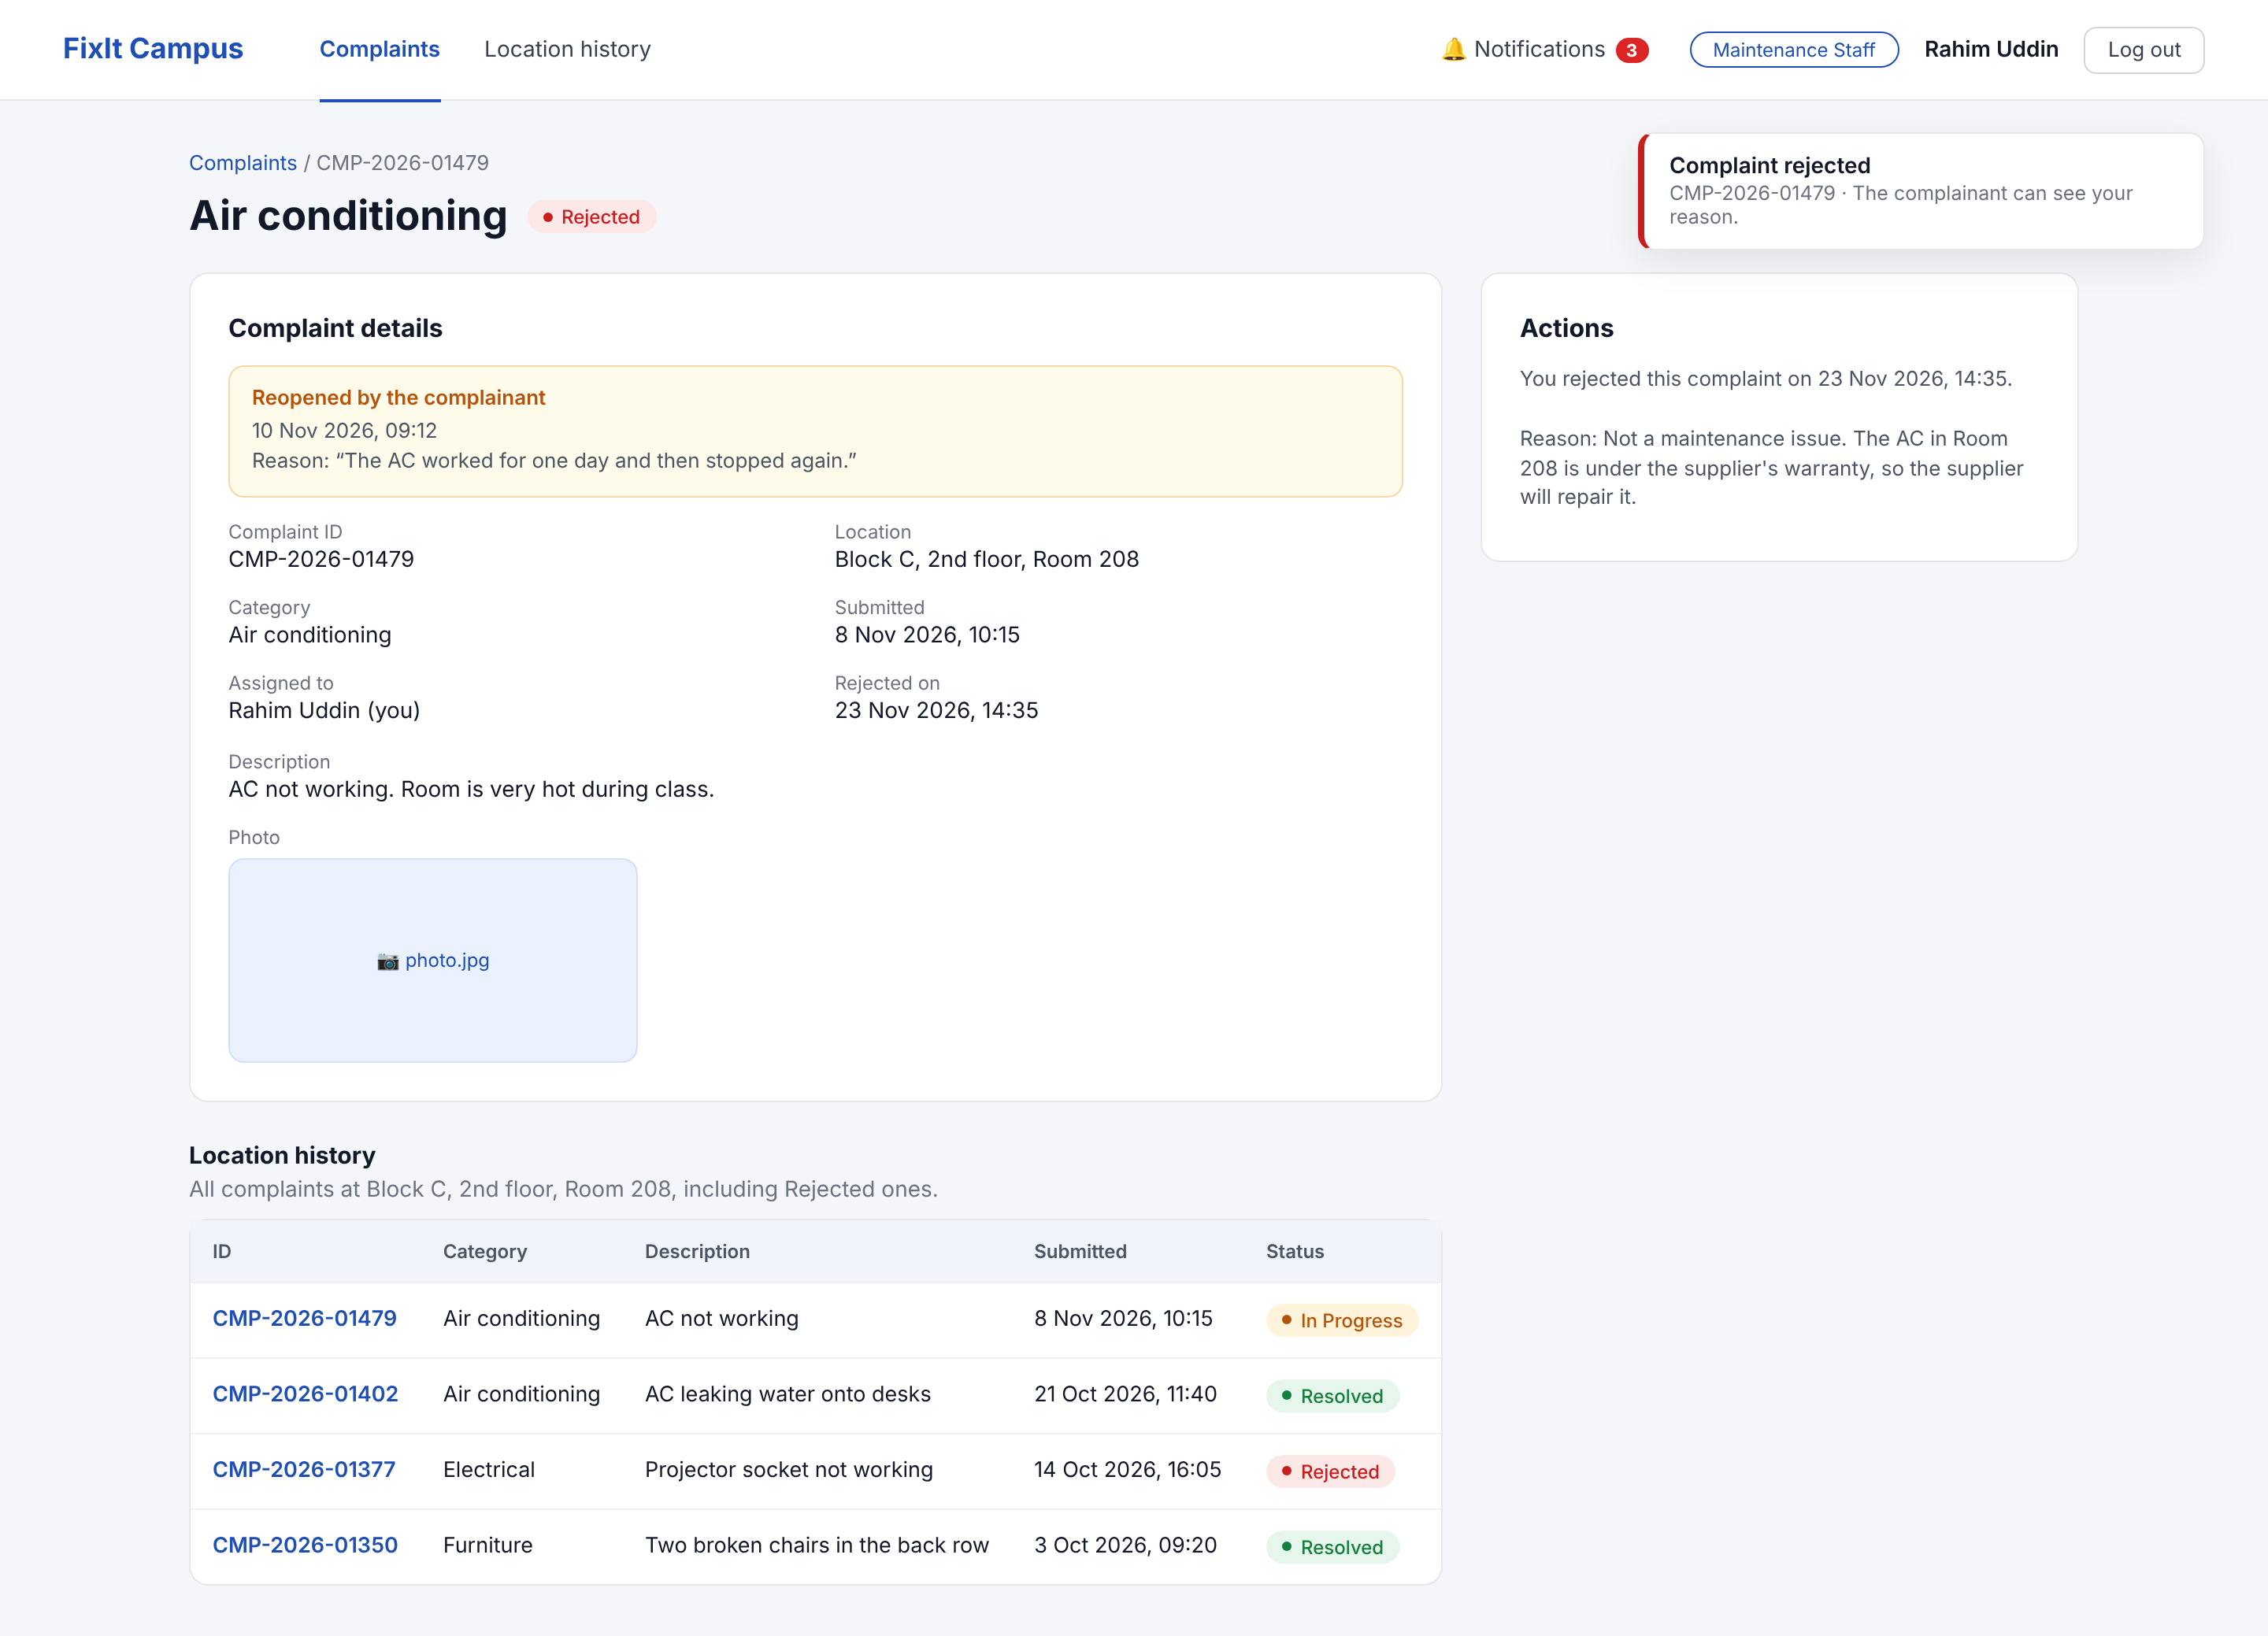 FixIt Campus
Complaints
Location history
🔔 Notifications 3
Maintenance Staff
Rahim Uddin
Log out
Complaints / CMP-2026-01479
Air conditioning
Rejected
Complaint rejected
CMP-2026-01479 · The complainant can see your
reason.
Complaint details
Reopened by the complainant
10 Nov 2026, 09:12
Reason: “The AC worked for one day and then stopped again.”
Complaint ID
CMP-2026-01479
Location
Block C, 2nd floor, Room 208
Category
Air conditioning
Submitted
8 Nov 2026, 10:15
Assigned to
Rahim Uddin (you)
Rejected on
23 Nov 2026, 14:35
Description
AC not working. Room is very hot during class.
Photo
📷 photo.jpg
Actions
You rejected this complaint on 23 Nov 2026, 14:35.
Reason: Not a maintenance issue. The AC in Room
208 is under the supplier's warranty, so the supplier
will repair it.
Location history
All complaints at Block C, 2nd floor, Room 208, including Rejected ones.
ID Category Description Submitted Status
CMP-2026-01479 Air conditioning AC not working 8 Nov 2026, 10:15 In Progress
CMP-2026-01402 Air conditioning AC leaking water onto desks 21 Oct 2026, 11:40 Resolved
CMP-2026-01377 Electrical Projector socket not working 14 Oct 2026, 16:05 Rejected
CMP-2026-01350 Furniture Two broken chairs in the back row 3 Oct 2026, 09:20 Resolved